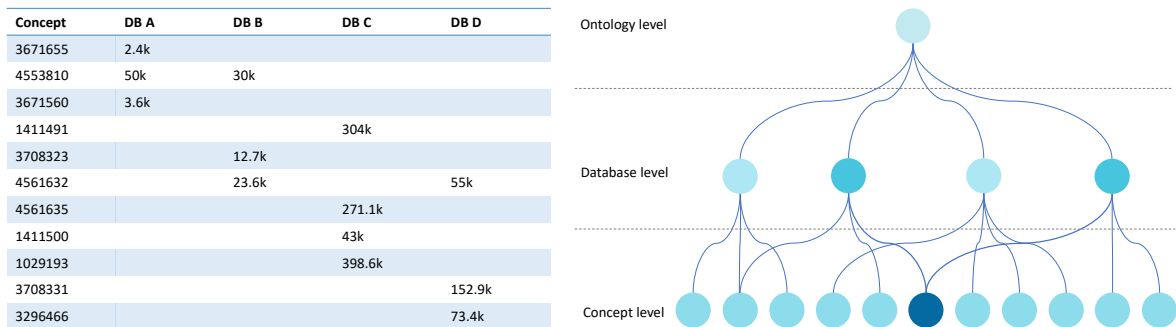 Concept DB A DB B DB C DB D
3671655 2.4k
4553810 50k 30k
3671560 3.6k
1411491 304k
3708323 12.7k
4561632 23.6k 55k
4561635 271.1k
1411500 43k
1029193 398.6k
3708331 152.9k
3296466 73.4k
Ontology level
Database level
Concept level